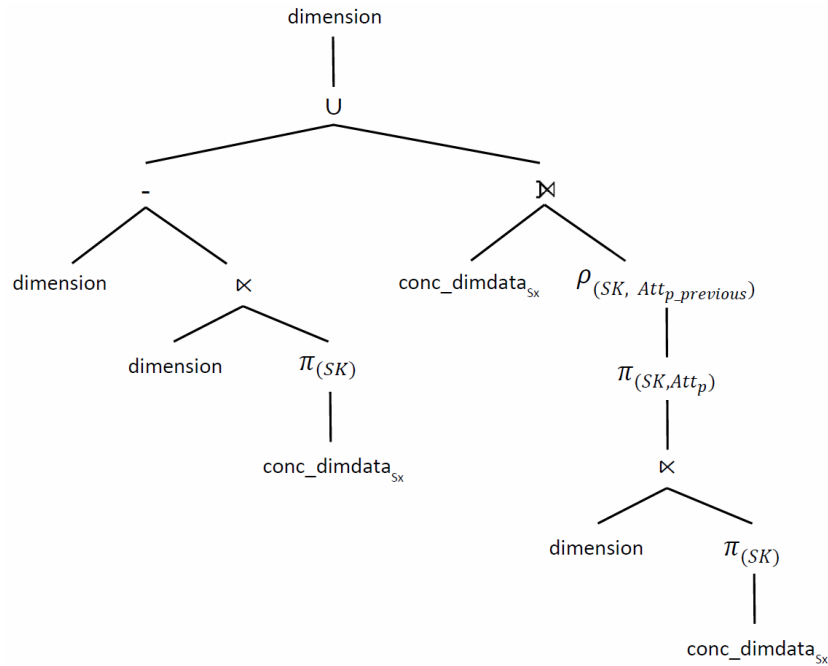 dimension
∪
-
⟕
dimension
⋉
conc_dimdata_Sx
ρ_(SK, Att_p_previous)
dimension
π_(SK)
π_(SK,Att_p)
conc_dimdata_Sx
⋉
dimension
π_(SK)
conc_dimdata_Sx